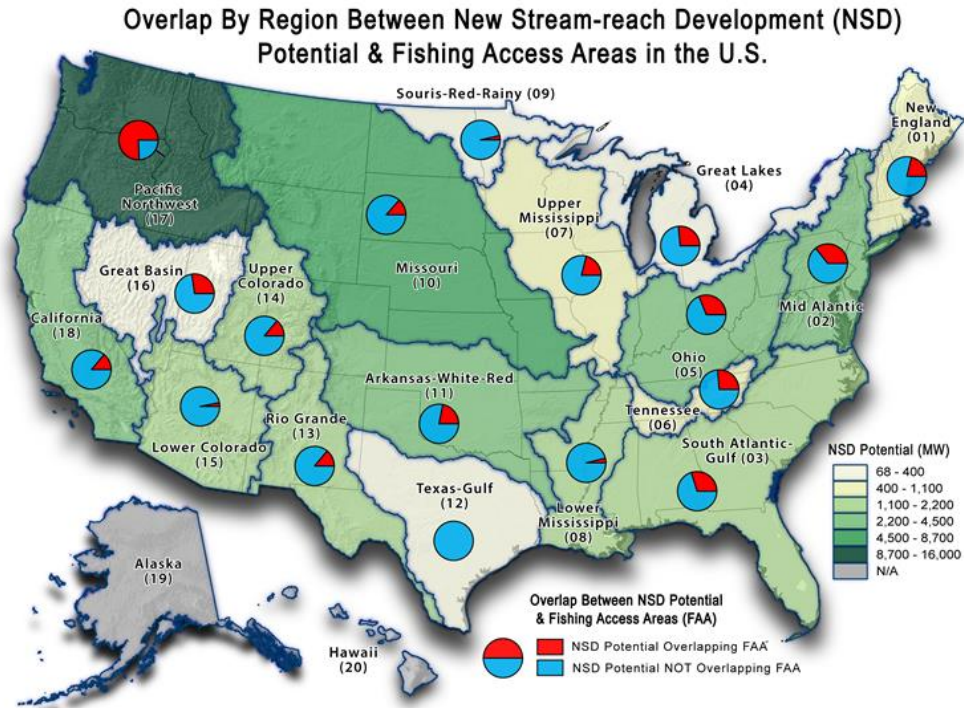 Overlap By Region Between New Stream-reach Development (NSD)
Potential & Fishing Access Areas in the U.S.
Souris-Red-Rainy (09)
New
England
(01)
Great Lakes
(04)
Pacific
Northwest
(17)
Upper
Mississippi
(07)
Great Basin
(16)
Upper
Colorado
(14)
Missouri
(10)
Mid Alantic
(02)
California
(18)
Ohio
(05)
Arkansas-White-Red
(11)
Tennessee
(06)
Rio Grande
(13)
Lower Colorado
(15)
South Atlantic-
Gulf (03)
Texas-Gulf
(12)
Lower
Mississippi
(08)
Alaska
(19)
Hawaii
(20)
NSD Potential (MW)
68 - 400
400 - 1,100
1,100 - 2,200
2,200 - 4,500
4,500 - 8,700
8,700 - 16,000
N/A
Overlap Between NSD Potential
& Fishing Access Areas (FAA)
NSD Potential Overlapping FAA
NSD Potential NOT Overlapping FAA